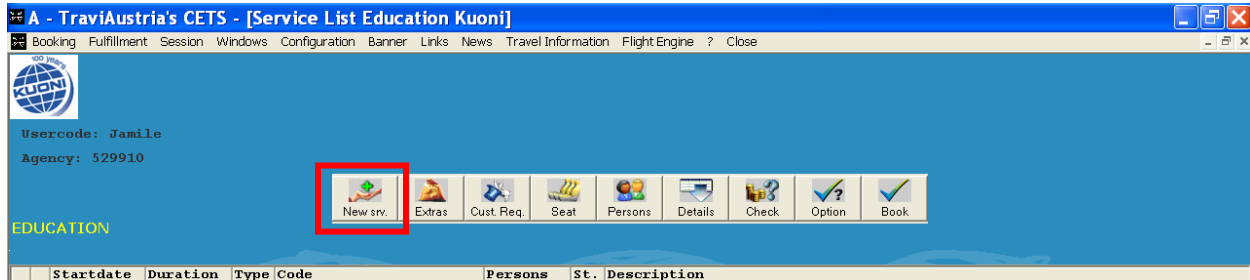 A - TraviAustria's CETS - [Service List Education Kuoni]
Booking Fulfillment Session Windows Configuration Banner Links News Travel Information Flight Engine ? Close
100 years
KUONI
Usercode: Jamile
Agency: 529910
New srv. Extras Cust. Req. Seat Persons Details Check Option Book
EDUCATION
Startdate Duration Type Code Persons St. Description